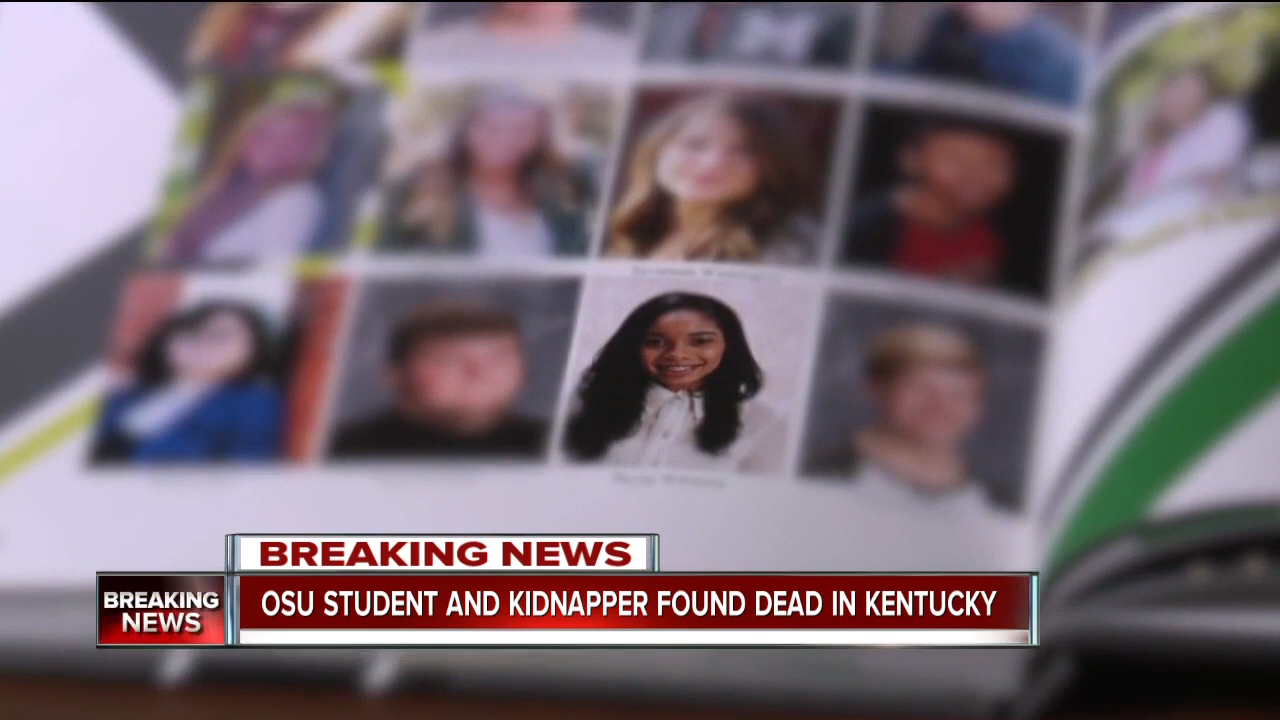 BREAKING NEWS
BREAKING
NEWS
OSU STUDENT AND KIDNAPPER FOUND DEAD IN KENTUCKY